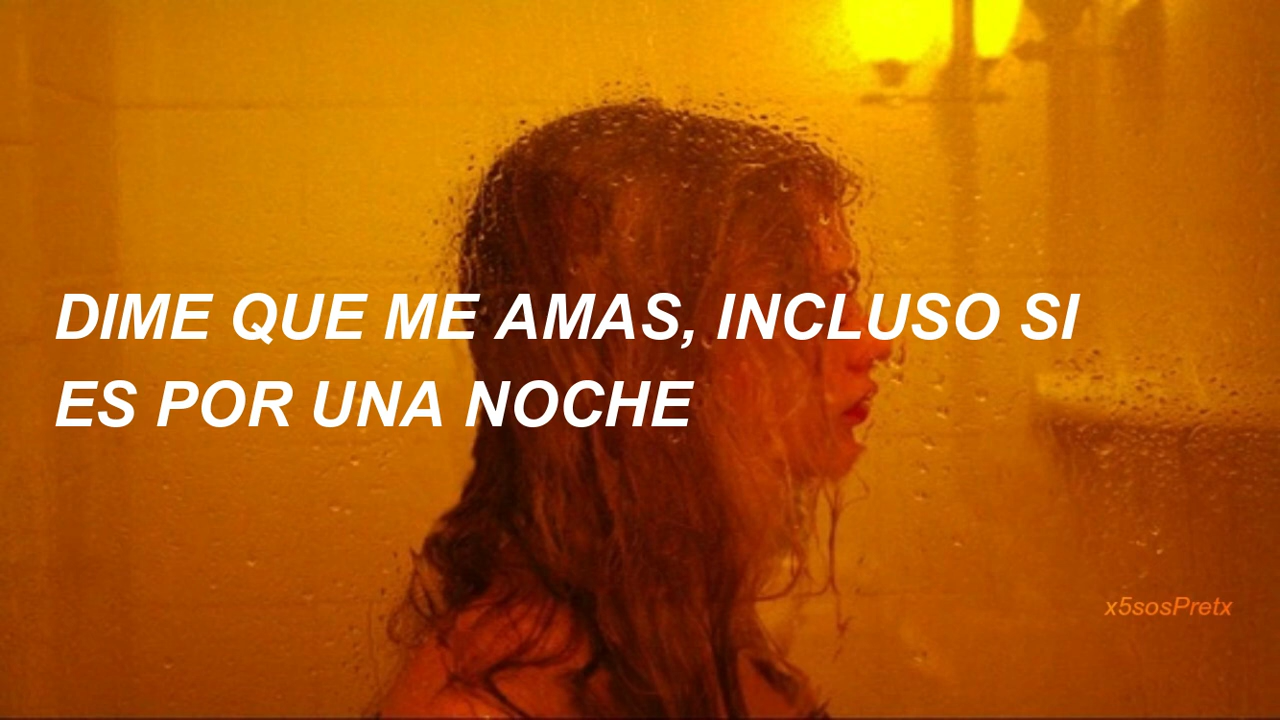 DIME QUE ME AMAS, INCLUSO SI
ES POR UNA NOCHE
x5sosPretx